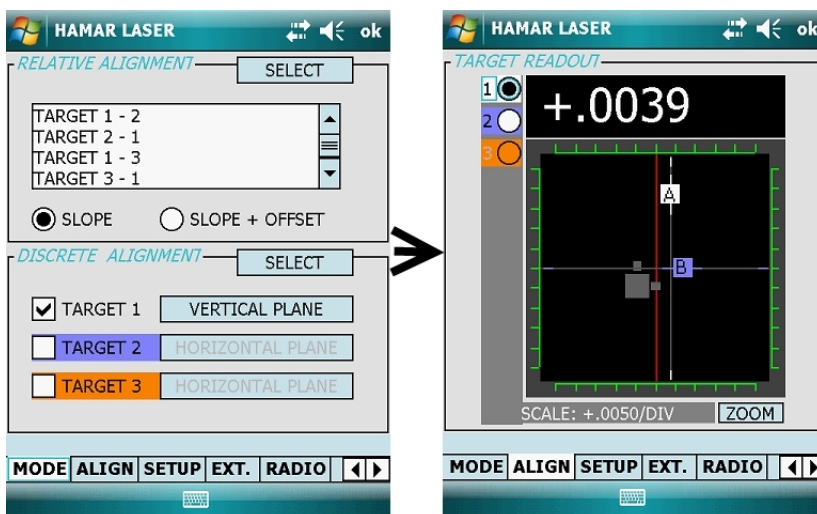 HAMAR LASER ok
RELATIVE ALIGNMENT
SELECT
TARGET 1 - 2
TARGET 2 - 1
TARGET 1 - 3
TARGET 3 - 1
SLOPE SLOPE + OFFSET
DISCRETE ALIGNMENT
SELECT
TARGET 1 VERTICAL PLANE
TARGET 2 HORIZONTAL PLANE
TARGET 3 HORIZONTAL PLANE
MODE ALIGN SETUP EXT. RADIO
HAMAR LASER ok
TARGET READOUT
1
2
3
+.0039
A
B
SCALE: +.0050/DIV ZOOM
MODE ALIGN SETUP EXT. RADIO